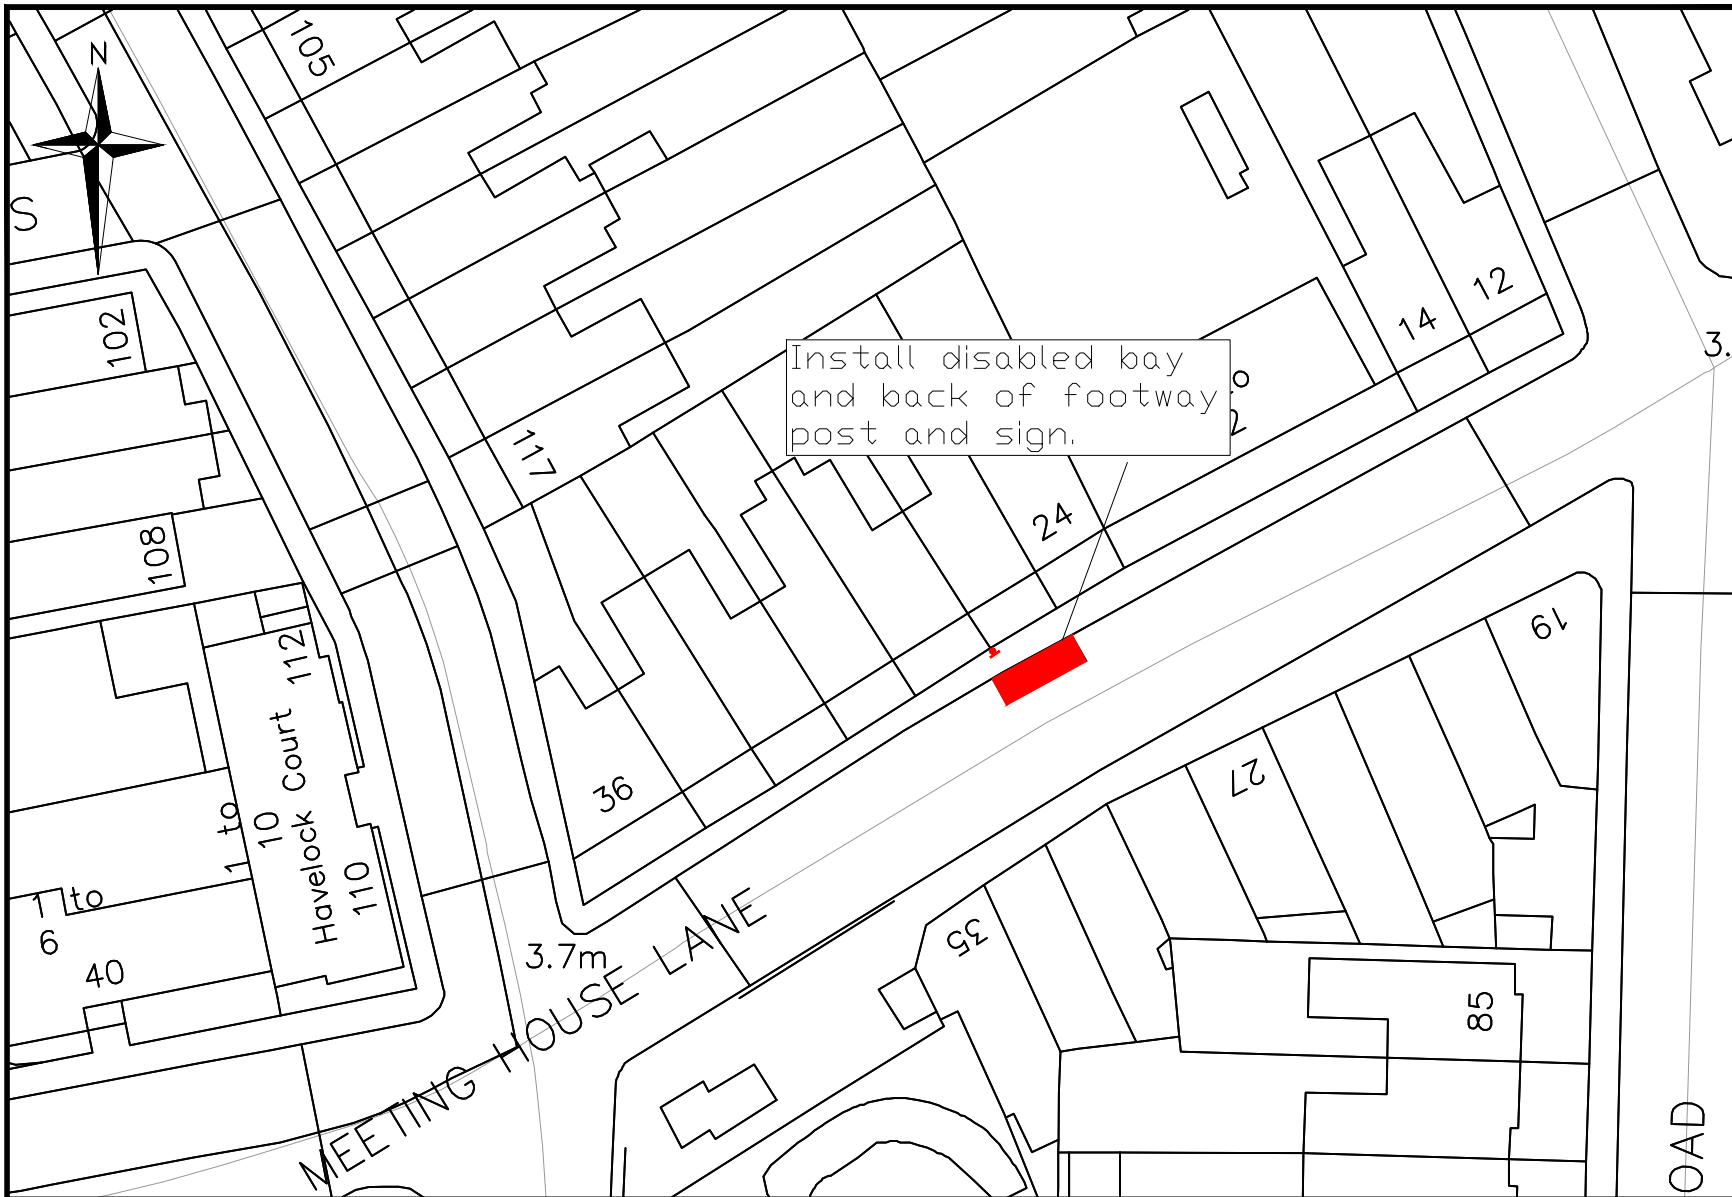 105
N
S
102
12
14
3.
Install disabled bay
and back of footway
post and sign.
117
24
108
19
112
36
27
1 to
10
Havelock Court
110
1 to
6
40
35
3.7m
MEETING HOUSE LANE
85
OAD